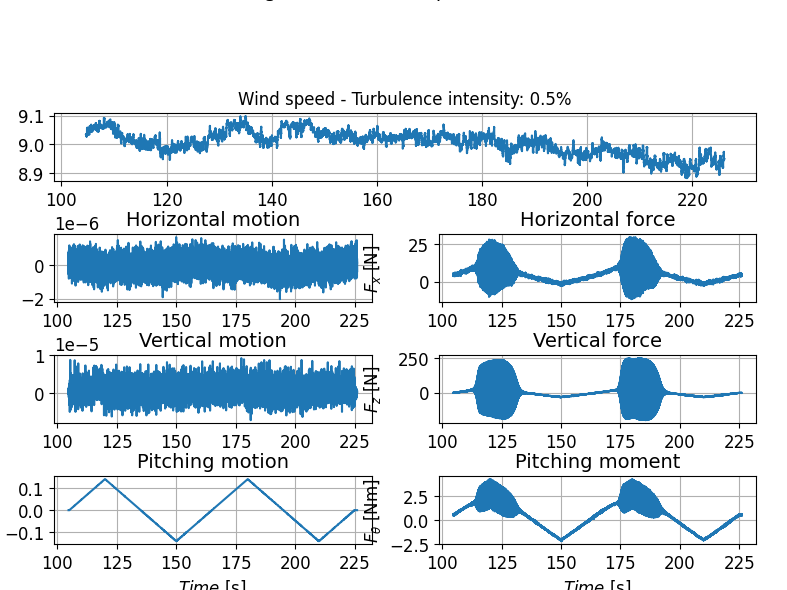 Wind speed - Turbulence intensity: 0.5%
9.1
9.0
8.9
100 120 140 160 180 200 220
1e−6 Horizontal motion
0
−2
100 125 150 175 200 225
Horizontal force
F_x [N]
25
0
100 125 150 175 200 225
1e−5 Vertical motion
1
0
100 125 150 175 200 225
Vertical force
F_z [N]
250
0
100 125 150 175 200 225
Pitching motion
0.1
0.0
−0.1
100 125 150 175 200 225
Time [s]
Pitching moment
F_θ [Nm]
2.5
0.0
−2.5
100 125 150 175 200 225
Time [s]